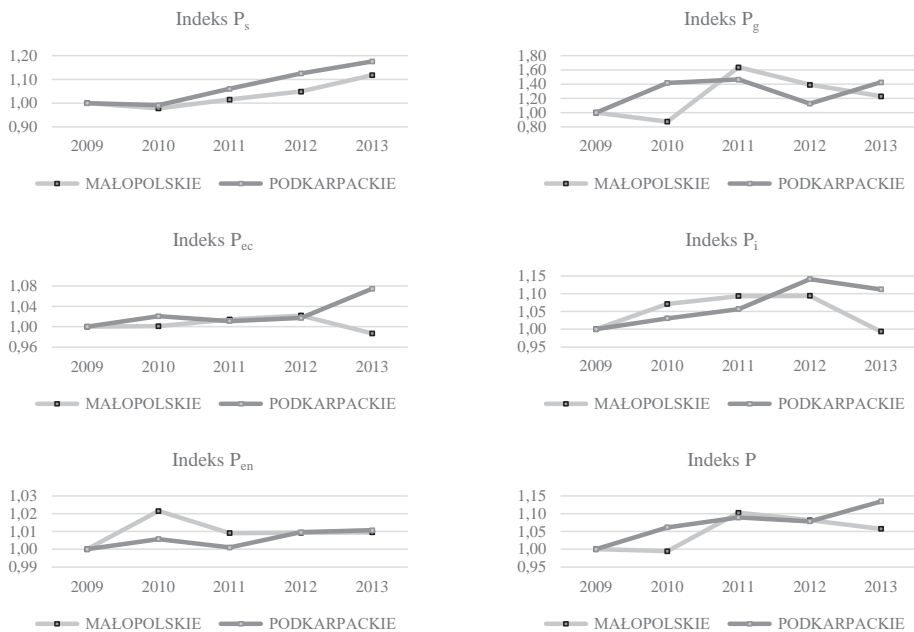 Indeks Pₛ
1,20
1,10
1,00
0,90
2009 2010 2011 2012 2013
MAŁOPOLSKIE PODKARPACKIE
Indeks P_g
1,80
1,60
1,40
1,20
1,00
0,80
2009 2010 2011 2012 2013
MAŁOPOLSKIE PODKARPACKIE
Indeks P_ec
1,08
1,04
1,00
0,96
2009 2010 2011 2012 2013
MAŁOPOLSKIE PODKARPACKIE
Indeks P_i
1,15
1,10
1,05
1,00
0,95
2009 2010 2011 2012 2013
MAŁOPOLSKIE PODKARPACKIE
Indeks P_en
1,03
1,02
1,01
1,00
0,99
2009 2010 2011 2012 2013
MAŁOPOLSKIE PODKARPACKIE
Indeks P
1,15
1,10
1,05
1,00
0,95
2009 2010 2011 2012 2013
MAŁOPOLSKIE PODKARPACKIE